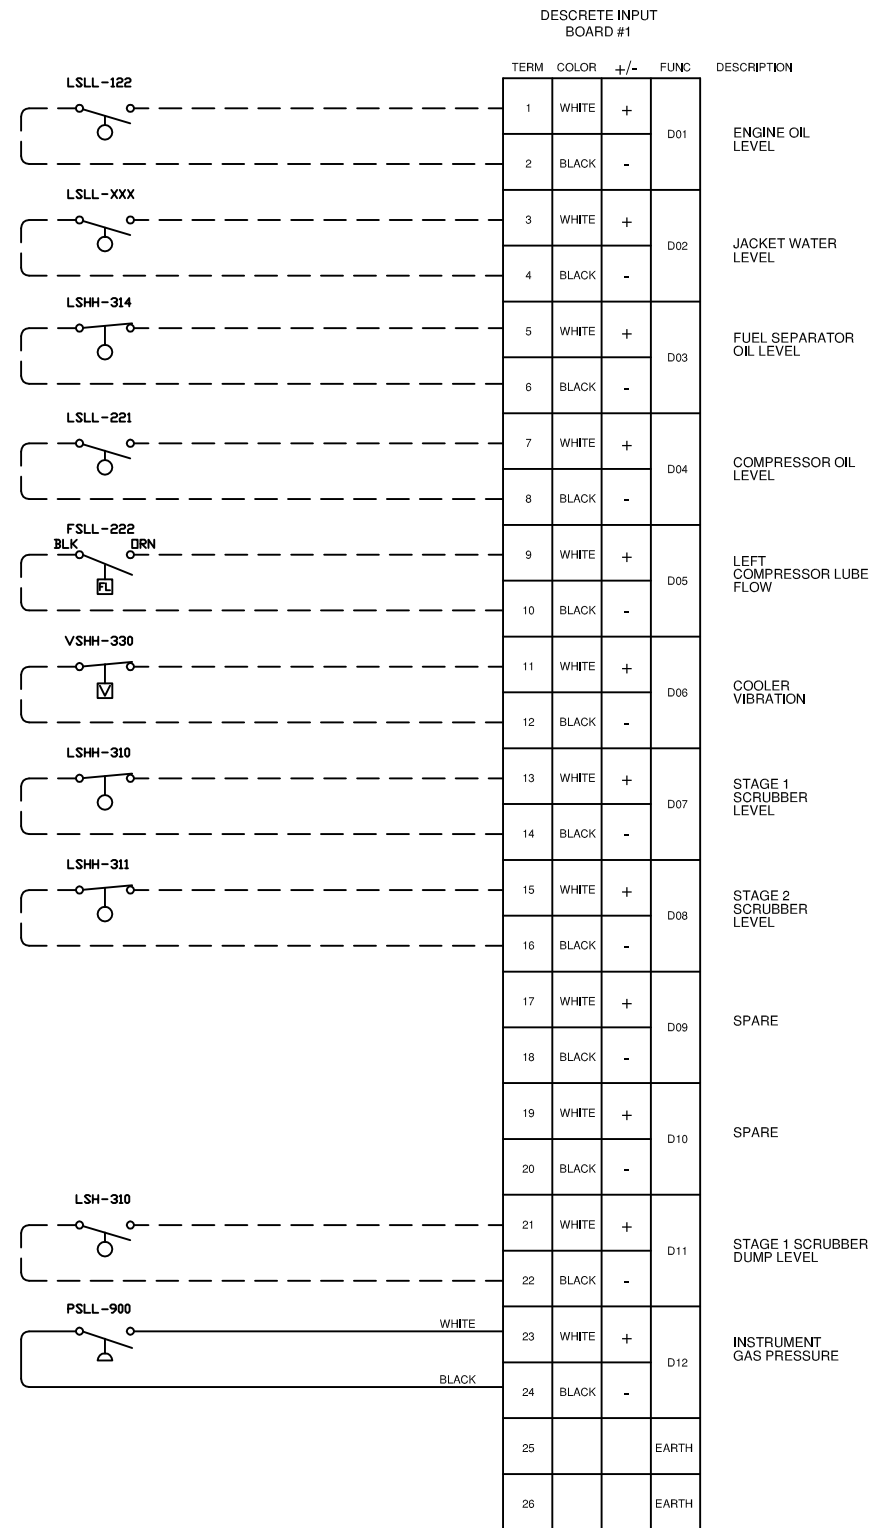 DESCRETE INPUT
BOARD #1
TERM COLOR +/- FUNC DESCRIPTION
LSLL-122
1 WHITE +
D01
ENGINE OIL
LEVEL
2 BLACK -
LSLL-XXX
3 WHITE +
D02
JACKET WATER
LEVEL
4 BLACK -
LSHH-314
5 WHITE +
D03
FUEL SEPARATOR
OIL LEVEL
6 BLACK -
LSLL-221
7 WHITE +
D04
COMPRESSOR OIL
LEVEL
8 BLACK -
FSLL-222
BLK ORN
FL
9 WHITE +
D05
LEFT
COMPRESSOR LUBE
FLOW
10 BLACK -
VSHH-330
V
11 WHITE +
D06
COOLER
VIBRATION
12 BLACK -
LSHH-310
13 WHITE +
D07
STAGE 1
SCRUBBER
LEVEL
14 BLACK -
LSHH-311
15 WHITE +
D08
STAGE 2
SCRUBBER
LEVEL
16 BLACK -
17 WHITE +
D09
SPARE
18 BLACK -
19 WHITE +
D10
SPARE
20 BLACK -
LSH-310
21 WHITE +
D11
STAGE 1 SCRUBBER
DUMP LEVEL
22 BLACK -
PSLL-900
WHITE
23 WHITE +
D12
INSTRUMENT
GAS PRESSURE
BLACK
24 BLACK -
25 EARTH
26 EARTH